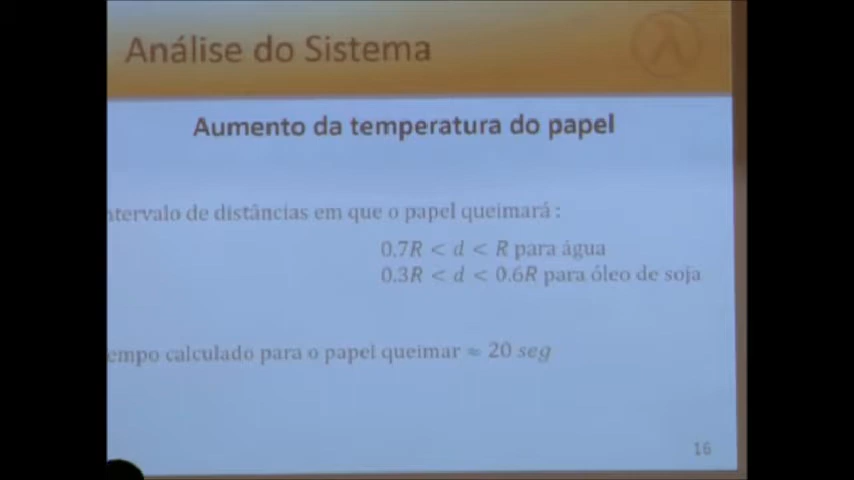 Análise do Sistema
λ
Aumento da temperatura do papel
ntervalo de distâncias em que o papel queimará :
0.7R < d < R para água
0.3R < d < 0.6R para óleo de soja
empo calculado para o papel queimar ≈ 20 seg
16